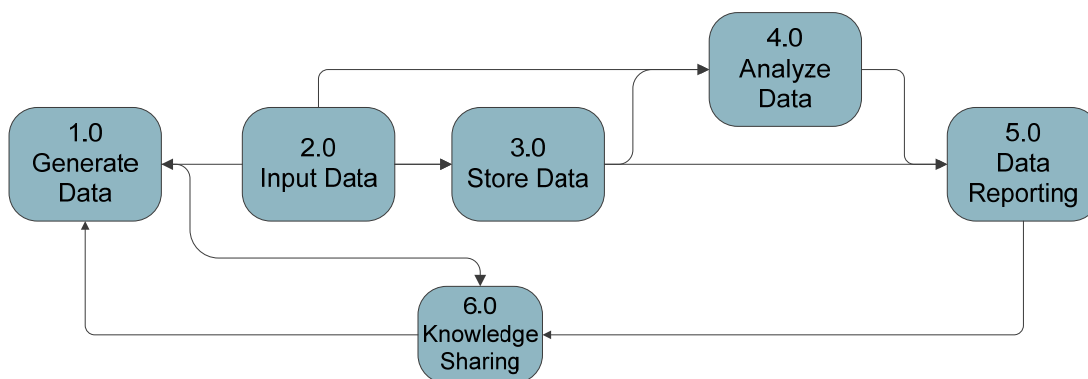 1.0
Generate
Data
2.0
Input Data
3.0
Store Data
4.0
Analyze
Data
5.0
Data
Reporting
6.0
Knowledge
Sharing